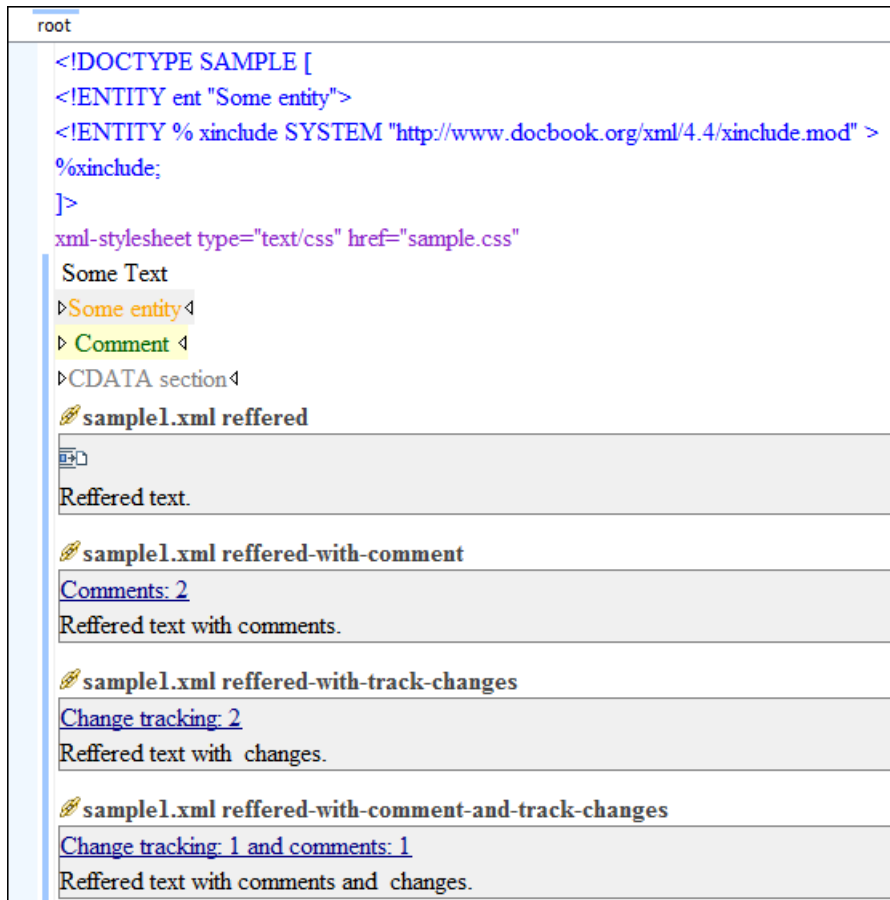 root
<!DOCTYPE SAMPLE [
<!ENTITY ent "Some entity">
<!ENTITY % xinclude SYSTEM "http://www.docbook.org/xml/4.4/xinclude.mod" >
%xinclude;
]>
xml-stylesheet type="text/css" href="sample.css"
Some Text
Some entity
Comment
CDATA section
sample1.xml reffered
Reffered text.
sample1.xml reffered-with-comment
Comments: 2
Reffered text with comments.
sample1.xml reffered-with-track-changes
Change tracking: 2
Reffered text with  changes.
sample1.xml reffered-with-comment-and-track-changes
Change tracking: 1 and comments: 1
Reffered text with comments and  changes.